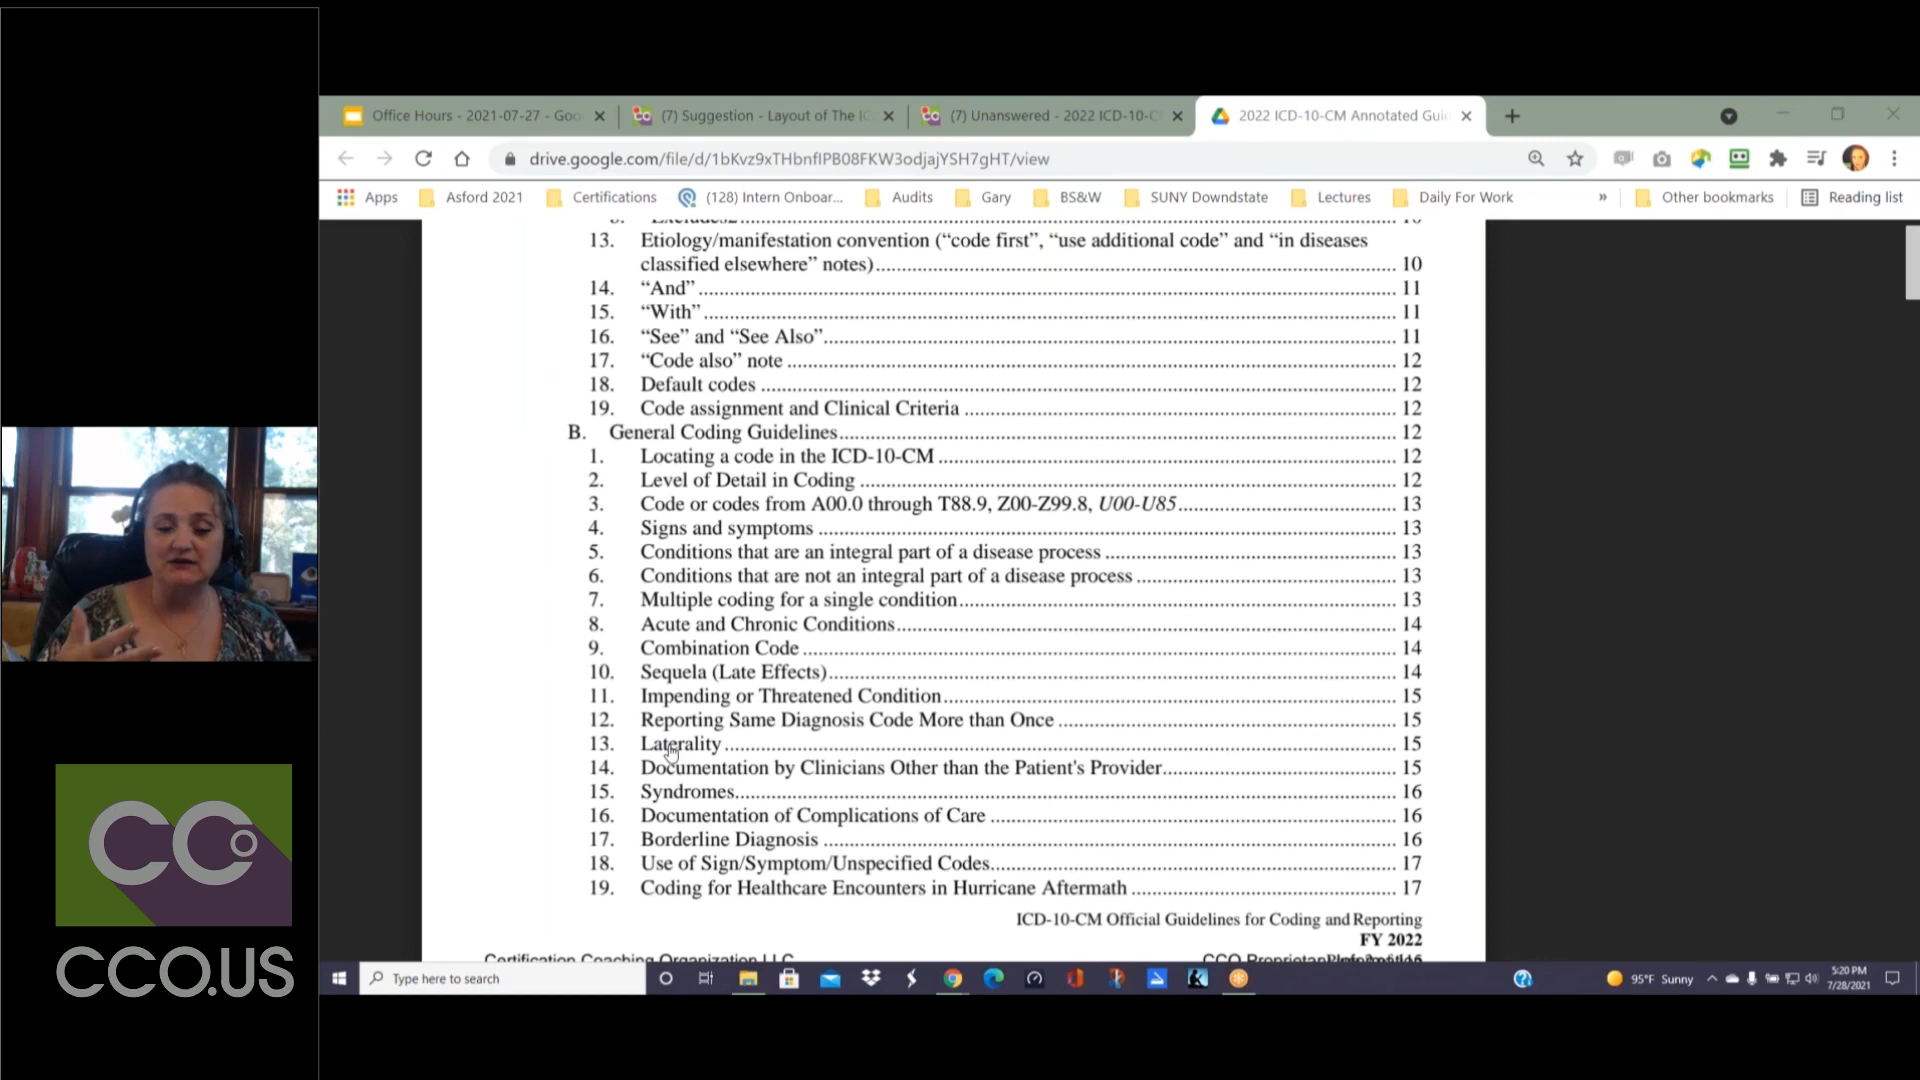 Office Hours - 2021-07-27 - Goo
(7) Suggestion - Layout of The IC
(7) Unanswered - 2022 ICD-10-C
2022 ICD-10-CM Annotated Gui
drive.google.com/file/d/1bKvz9xTHbnfIPB08FKW3odjajYSH7gHT/view
Apps
Asford 2021
Certifications
(128) Intern Onboar...
Audits
Gary
BS&W
SUNY Downstate
Lectures
Daily For Work
»
Other bookmarks
Reading list
13. Etiology/manifestation convention (“code first”, “use additional code” and “in diseases
classified elsewhere” notes)........ 10
14. “And”........ 11
15. “With”........ 11
16. “See” and “See Also”........ 11
17. “Code also” note ........ 12
18. Default codes ........ 12
19. Code assignment and Clinical Criteria ........ 12
B. General Coding Guidelines........ 12
1. Locating a code in the ICD-10-CM ........ 12
2. Level of Detail in Coding ........ 12
3. Code or codes from A00.0 through T88.9, Z00-Z99.8, U00-U85........ 13
4. Signs and symptoms ........ 13
5. Conditions that are an integral part of a disease process ........ 13
6. Conditions that are not an integral part of a disease process ........ 13
7. Multiple coding for a single condition........ 13
8. Acute and Chronic Conditions........ 14
9. Combination Code ........ 14
10. Sequela (Late Effects)........ 14
11. Impending or Threatened Condition........ 15
12. Reporting Same Diagnosis Code More than Once ........ 15
13. Laterality ........ 15
14. Documentation by Clinicians Other than the Patient's Provider........ 15
15. Syndromes........ 16
16. Documentation of Complications of Care ........ 16
17. Borderline Diagnosis ........ 16
18. Use of Sign/Symptom/Unspecified Codes........ 17
19. Coding for Healthcare Encounters in Hurricane Aftermath ........ 17
ICD-10-CM Official Guidelines for Coding and Reporting
FY 2022
Certification Coaching Organization LLC
CCO
CCO.US
Type here to search
95°F Sunny
5:20 PM
7/28/2021